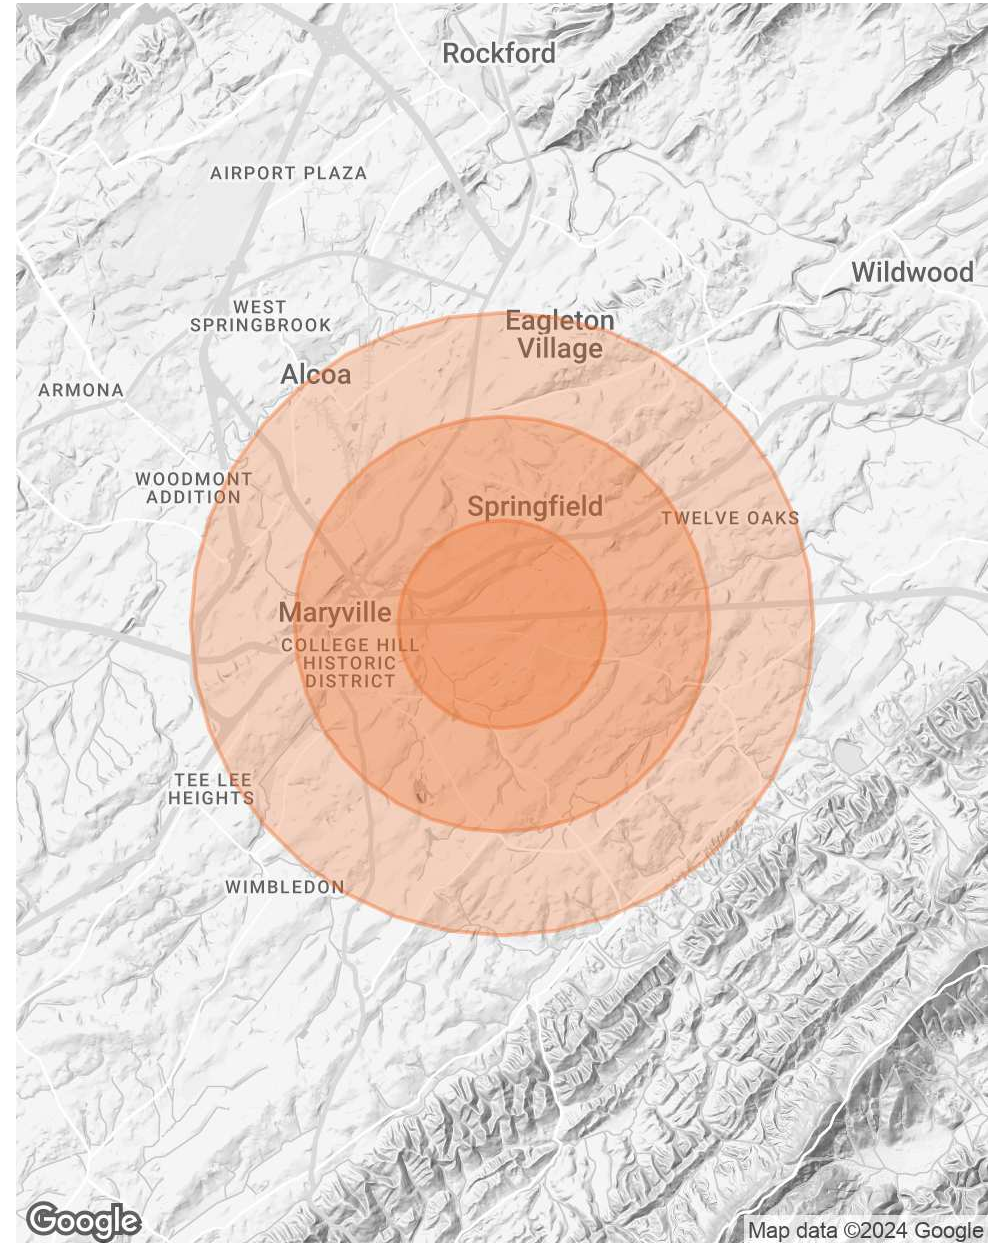 Rockford
AIRPORT PLAZA
Wildwood
WEST
SPRINGBROOK
Eagleton
Village
Alcoa
ARMONA
WOODMONT
ADDITION
Springfield
TWELVE OAKS
Maryville
COLLEGE HILL
HISTORIC
DISTRICT
TEE LEE
HEIGHTS
WIMBLEDON
Google
Map data ©2024 Google